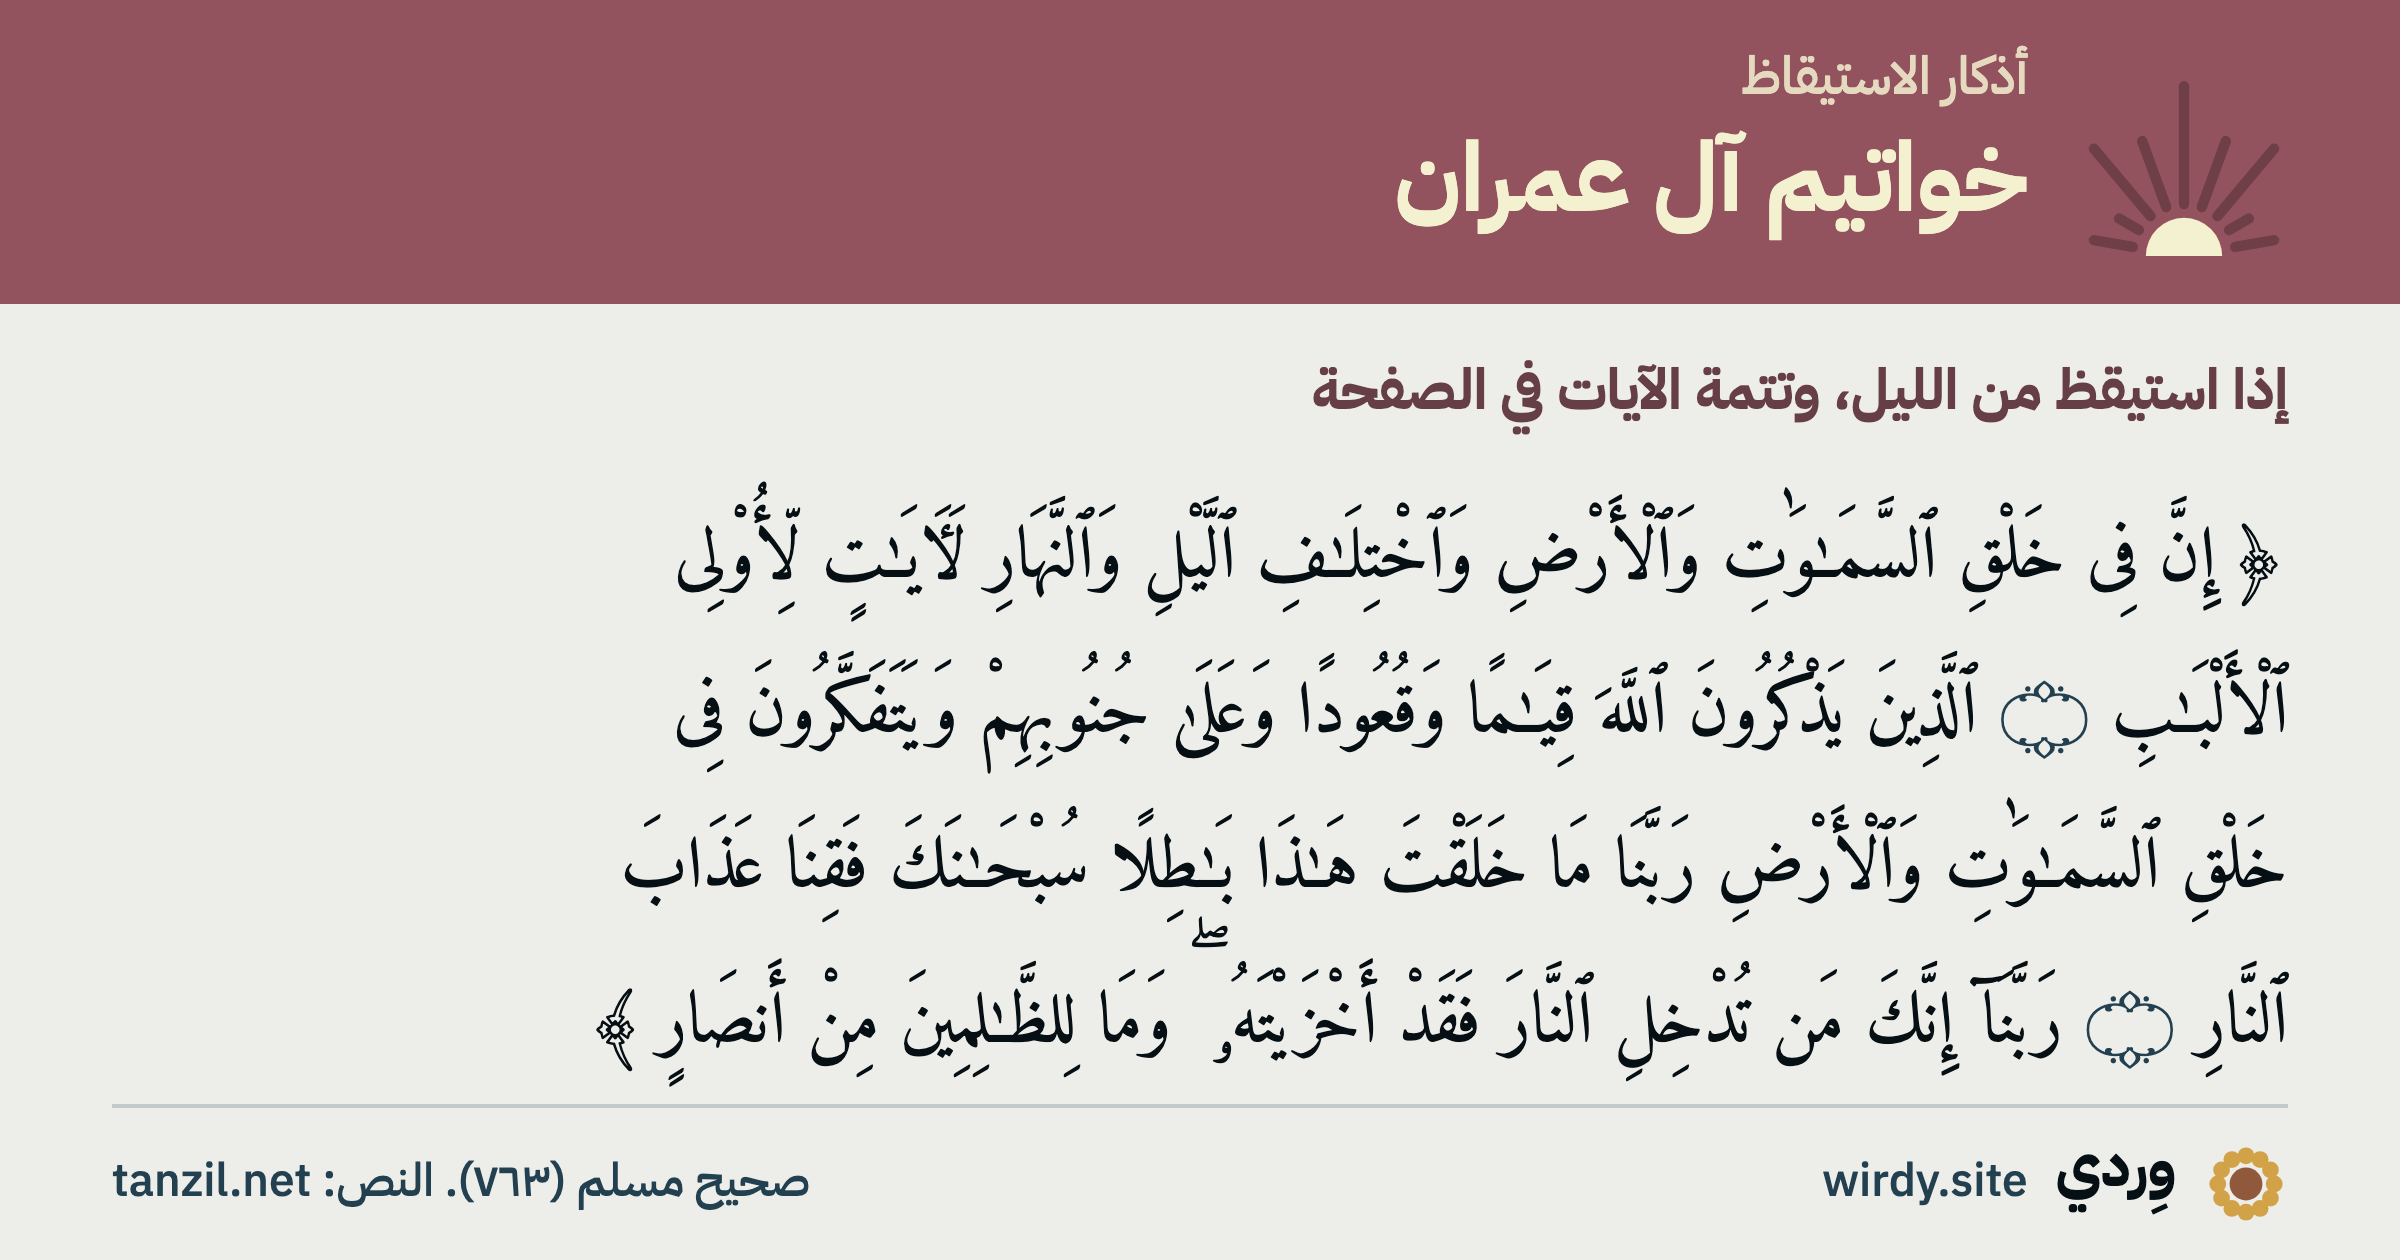 أذكار الاستيقاظ
خواتيم آل عمران
إذا استيقظ من الليل، وتتمة الآيات في الصفحة
﴿ إِنَّ فِى خَلْقِ ٱلسَّمَـٰوَٰتِ وَٱلْأَرْضِ وَٱخْتِلَـٰفِ ٱلَّيْلِ وَٱلنَّهَارِ لَـَٔايَـٰتٍ لِّأُو۟لِى
ٱلْأَلْبَـٰبِ ۝ ٱلَّذِينَ يَذْكُرُونَ ٱللَّهَ قِيَـٰمًا وَقُعُودًا وَعَلَىٰ جُنُوبِهِمْ وَيَتَفَكَّرُونَ فِى
خَلْقِ ٱلسَّمَـٰوَٰتِ وَٱلْأَرْضِ رَبَّنَا مَا خَلَقْتَ هَـٰذَا بَـٰطِلًا سُبْحَـٰنَكَ فَقِنَا عَذَابَ
ٱلنَّارِ ۝ رَبَّنَآ إِنَّكَ مَن تُدْخِلِ ٱلنَّارَ فَقَدْ أَخْزَيْتَهُۥ ۖ وَمَا لِلظَّـٰلِمِينَ مِنْ أَنصَارٍ ﴾
وِردي wirdy.site
صحيح مسلم (٧٦٣). النص: tanzil.net